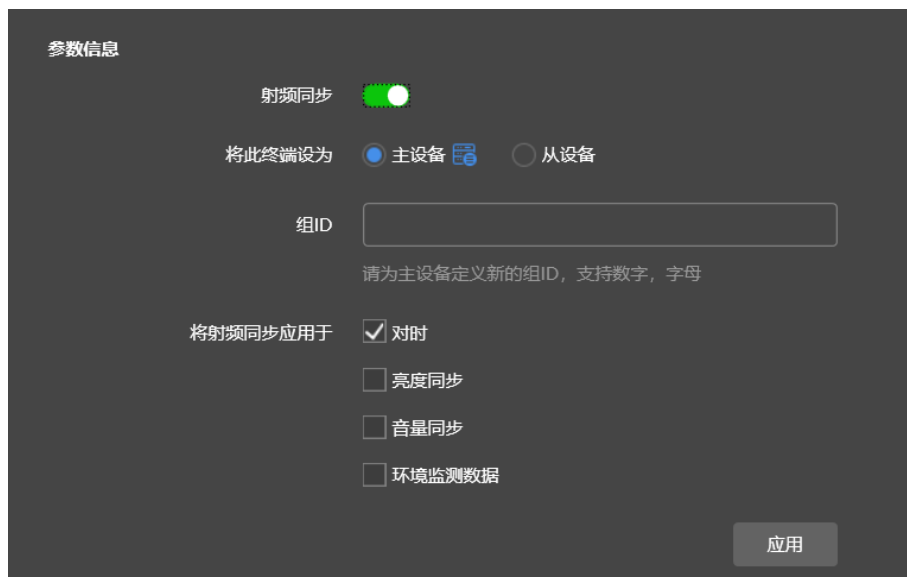 参数信息
射频同步
将此终端设为 主设备 从设备
组ID
请为主设备定义新的组ID，支持数字，字母
将射频同步应用于 对时
亮度同步
音量同步
环境监测数据
应用